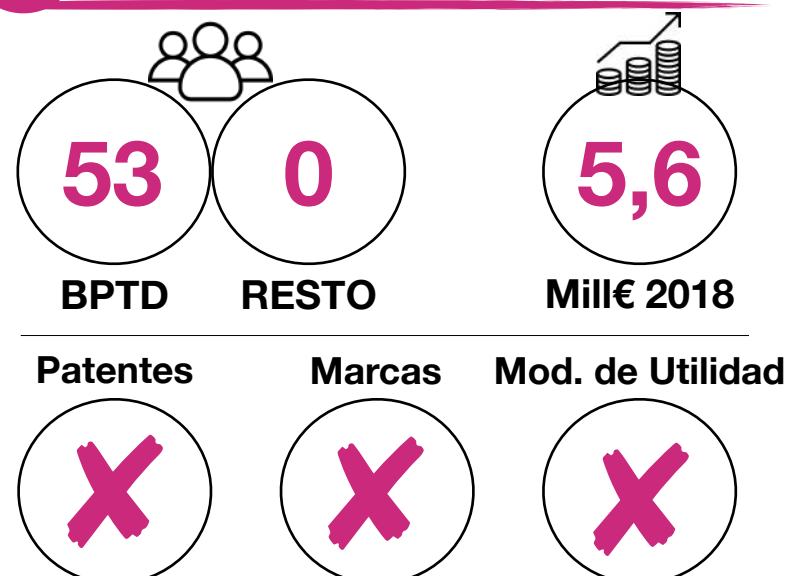 53 0 5,6
BPTD RESTO Mill€ 2018
Patentes Marcas Mod. de Utilidad